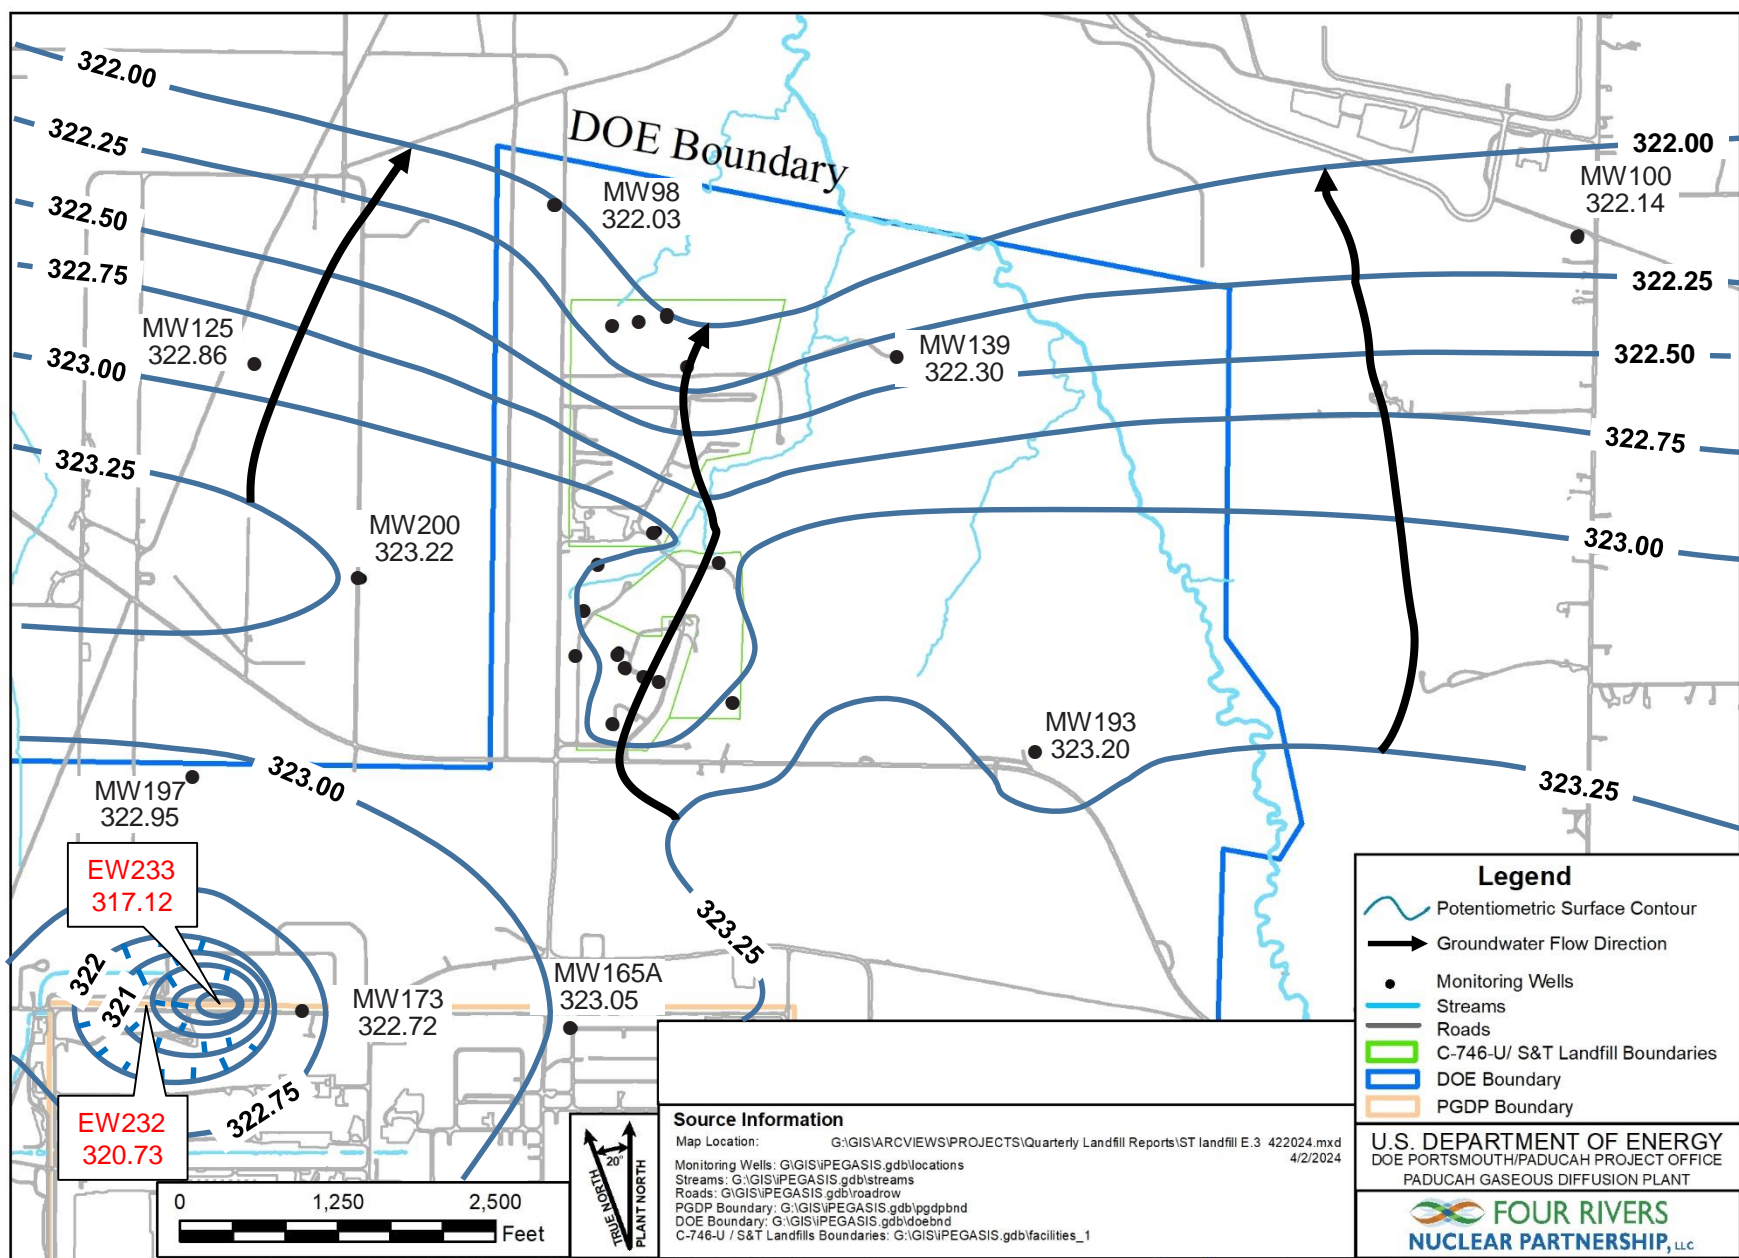 322.00
322.25
322.50
322.75
323.00
323.25
DOE Boundary
MW98
322.03
322.00
MW100
322.14
322.25
322.50
322.75
323.00
323.25
MW125
322.86
MW139
322.30
MW200
323.22
MW193
323.20
MW197
322.95
323.00
EW233
317.12
322
321
MW173
322.72
MW165A
323.05
323.25
322.75
EW232
320.73
0 1,250 2,500
Feet
20°
TRUE NORTH
PLANT NORTH
Source Information
Map Location: G:\GIS\ARCVIEWS\PROJECTS\Quarterly Landfill Reports\ST landfill E.3 422024.mxd
4/2/2024
Monitoring Wells: G\GIS\iPEGASIS.gdb\locations
Streams: G:\GIS\iPEGASIS.gdb\streams
Roads: G\GIS\iPEGASIS.gdb\roadrow
PGDP Boundary: G:\GIS\iPEGASIS.gdb\pgdpbnd
DOE Boundary: G:\GIS\iPEGASIS.gdb\doebnd
C-746-U / S&T Landfills Boundaries: G:\GIS\iPEGASIS.gdb\facilities_1
Legend
Potentiometric Surface Contour
Groundwater Flow Direction
Monitoring Wells
Streams
Roads
C-746-U/ S&T Landfill Boundaries
DOE Boundary
PGDP Boundary
U.S. DEPARTMENT OF ENERGY
DOE PORTSMOUTH/PADUCAH PROJECT OFFICE
PADUCAH GASEOUS DIFFUSION PLANT
FOUR RIVERS
NUCLEAR PARTNERSHIP, LLC